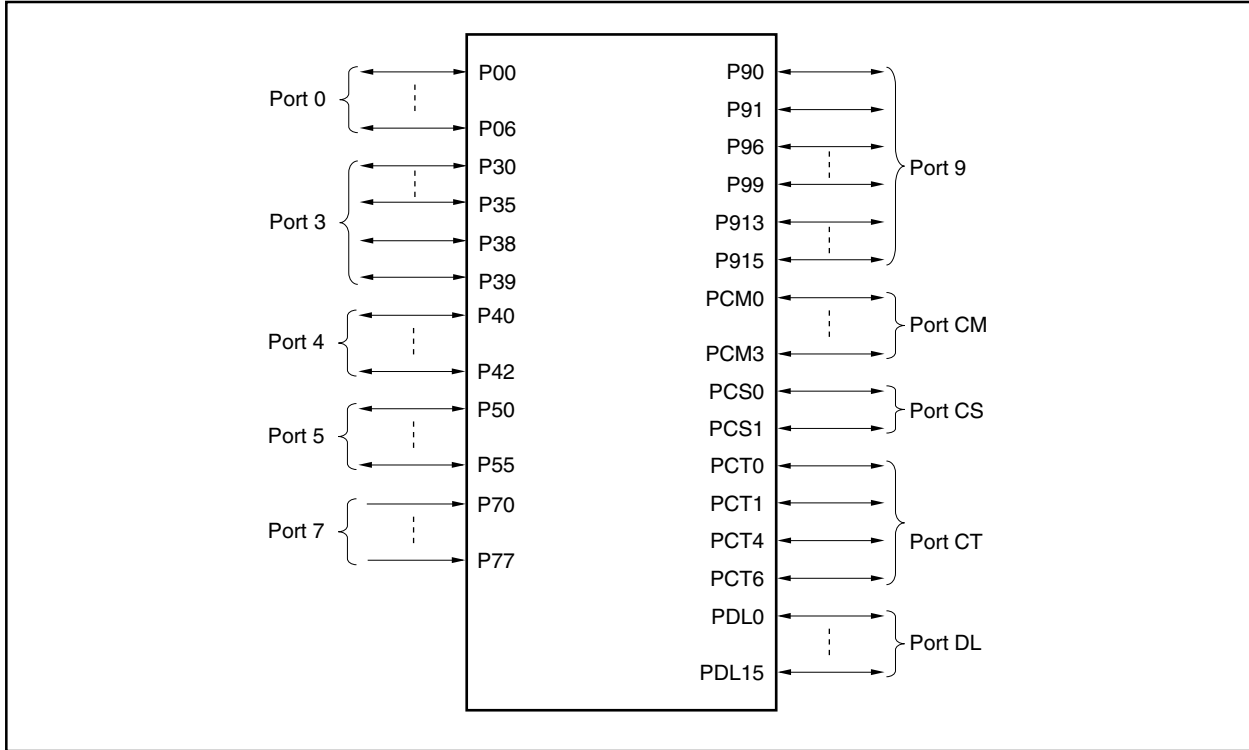 Port 0
P00
P06
Port 3
P30
P35
P38
P39
Port 4
P40
P42
Port 5
P50
P55
Port 7
P70
P77
P90
P91
P96
P99
P913
P915
Port 9
PCM0
PCM3
Port CM
PCS0
PCS1
Port CS
PCT0
PCT1
PCT4
PCT6
Port CT
PDL0
PDL15
Port DL